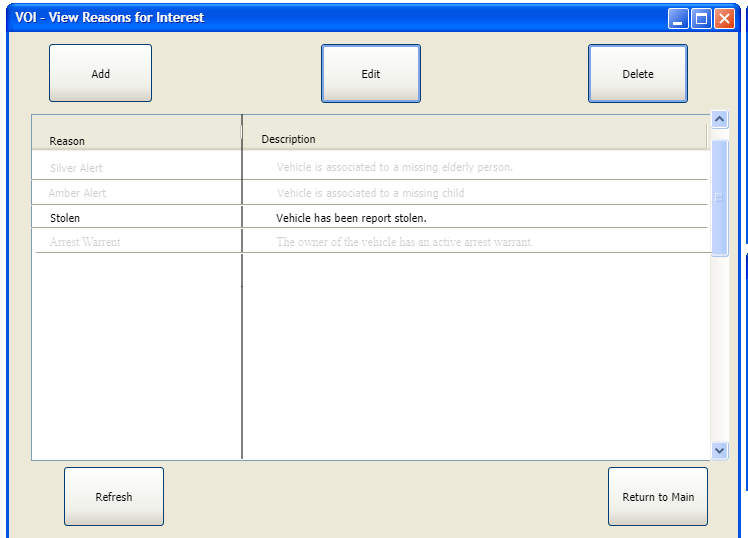 VOI - View Reasons for Interest
Add Edit Delete
Reason Description
Silver Alert Vehicle is associated to a missing elderly person.
Amber Alert Vehicle is associated to a missing child
Stolen Vehicle has been report stolen.
Arrest Warrent The owner of the vehicle has an active arrest warrant.
Refresh Return to Main